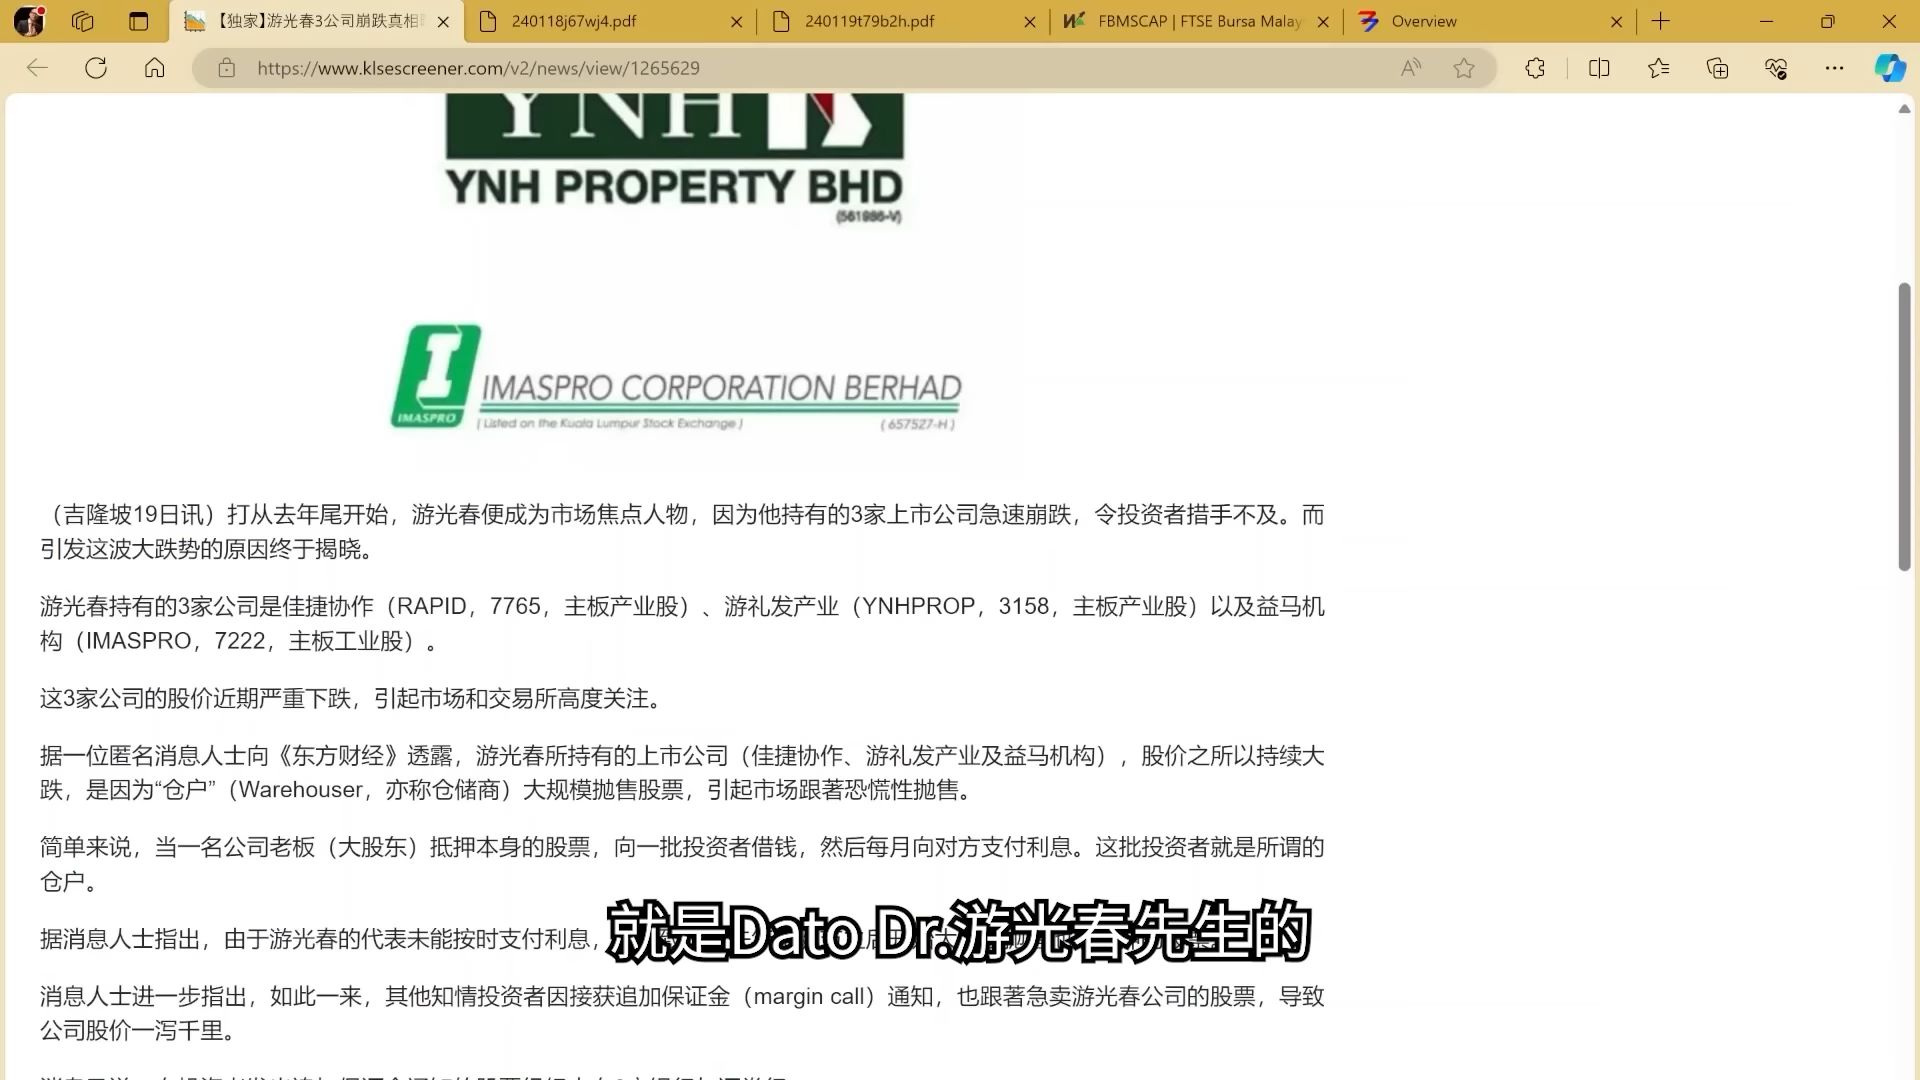 【独家】游光春3公司崩跌真相
240118j67wj4.pdf
240119t79b2h.pdf
FBMSCAP | FTSE Bursa Malay
Overview
https://www.klsescreener.com/v2/news/view/1265629
YNH
YNH PROPERTY BHD
(561986-V)
I
IMASPRO
IMASPRO CORPORATION BERHAD
( Listed on the Kuala Lumpur Stock Exchange )
( 657527-H )
（吉隆坡19日讯）打从去年尾开始，游光春便成为市场焦点人物，因为他持有的3家上市公司急速崩跌，令投资者措手不及。而
引发这波大跌势的原因终于揭晓。
游光春持有的3家公司是佳捷协作（RAPID，7765，主板产业股）、游礼发产业（YNHPROP，3158，主板产业股）以及益马机
构（IMASPRO，7222，主板工业股）。
这3家公司的股价近期严重下跌，引起市场和交易所高度关注。
据一位匿名消息人士向《东方财经》透露，游光春所持有的上市公司（佳捷协作、游礼发产业及益马机构），股价之所以持续大
跌，是因为“仓户”（Warehouser，亦称仓储商）大规模抛售股票，引起市场跟著恐慌性抛售。
简单来说，当一名公司老板（大股东）抵押本身的股票，向一批投资者借钱，然后每月向对方支付利息。这批投资者就是所谓的
仓户。
据消息人士指出，由于游光春的代表未能按时支付利息，
就是Dato Dr.游光春先生的
消息人士进一步指出，如此一来，其他知情投资者因接获追加保证金（margin call）通知，也跟著急卖游光春公司的股票，导致
公司股价一泻千里。